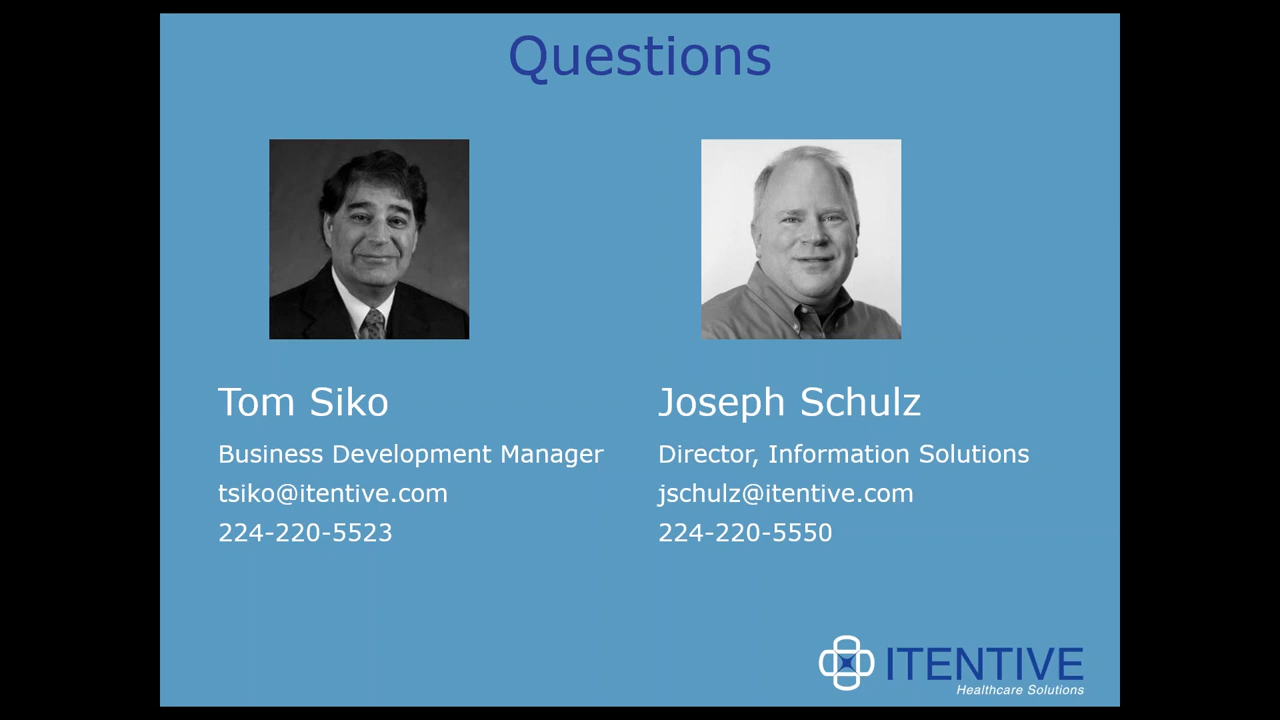 Questions
Tom Siko
Business Development Manager
tsiko@itentive.com
224-220-5523
Joseph Schulz
Director, Information Solutions
jschulz@itentive.com
224-220-5550
ITENTIVE
Healthcare Solutions